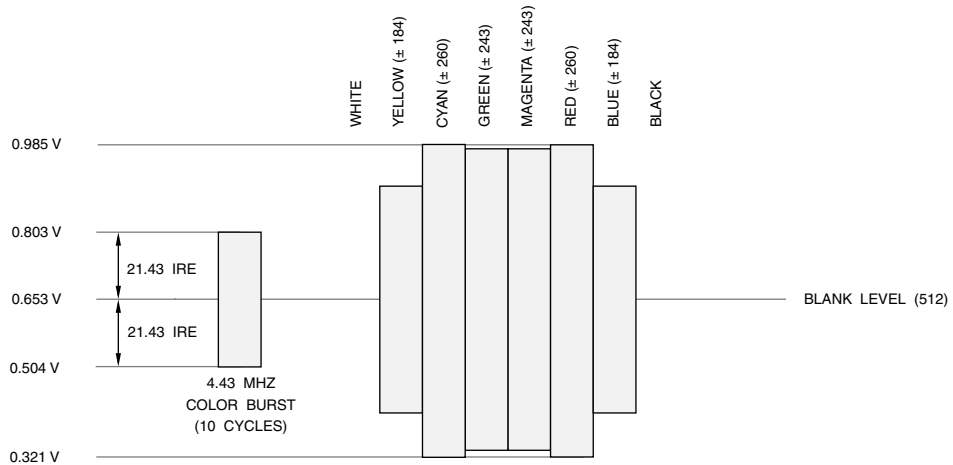 WHITE
YELLOW (± 184)
CYAN (± 260)
GREEN (± 243)
MAGENTA (± 243)
RED (± 260)
BLUE (± 184)
BLACK
0.985 V
0.803 V
21.43 IRE
0.653 V
BLANK LEVEL (512)
21.43 IRE
0.504 V
4.43 MHZ
COLOR BURST
(10 CYCLES)
0.321 V